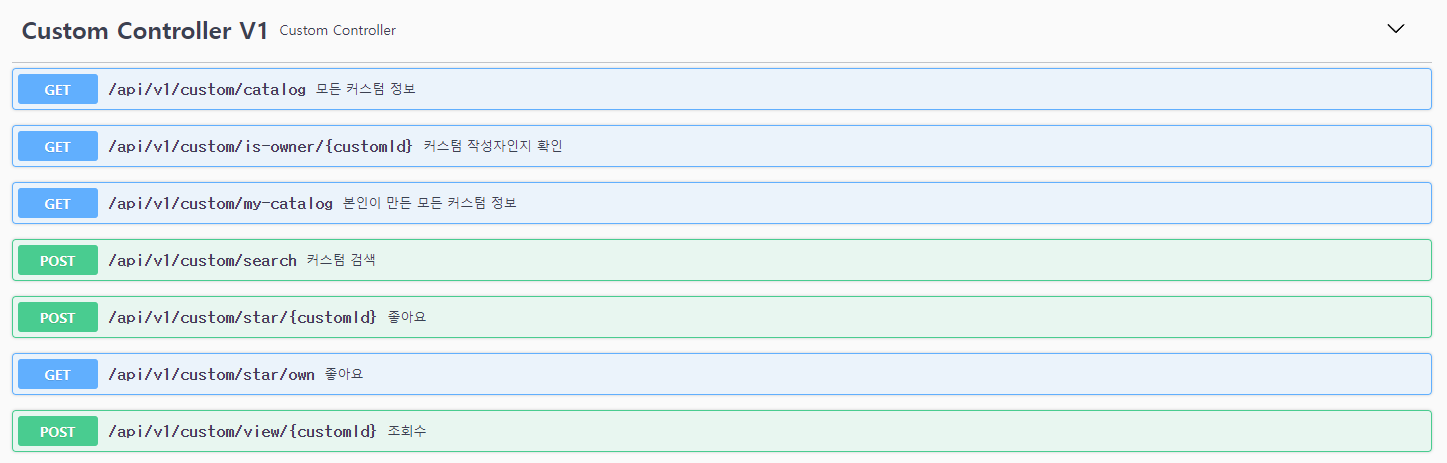 Custom Controller V1 Custom Controller
GET /api/v1/custom/catalog 모든 커스텀 정보
GET /api/v1/custom/is-owner/{customId} 커스텀 작성자인지 확인
GET /api/v1/custom/my-catalog 본인이 만든 모든 커스텀 정보
POST /api/v1/custom/search 커스텀 검색
POST /api/v1/custom/star/{customId} 좋아요
GET /api/v1/custom/star/own 좋아요
POST /api/v1/custom/view/{customId} 조회수